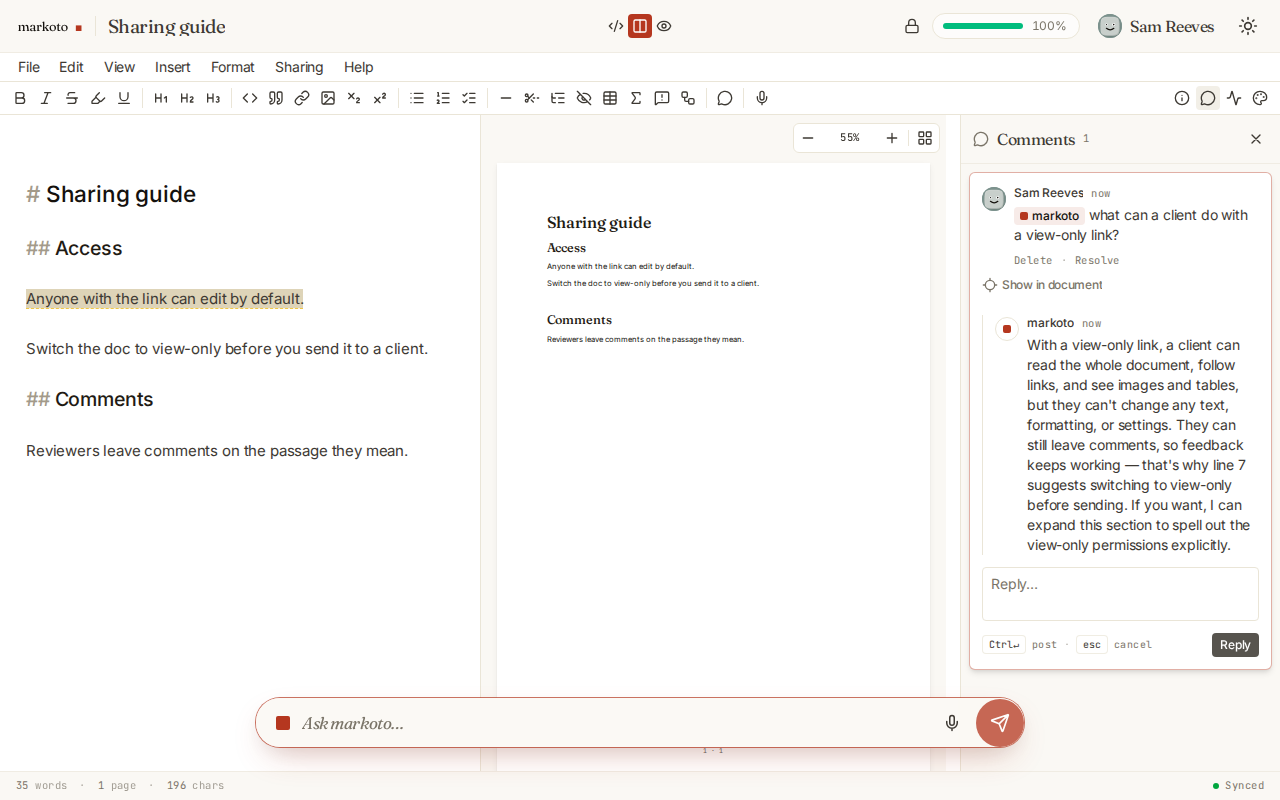 markoto
Sharing guide
100%
Sam Reeves
File Edit View Insert Format Sharing Help
H1 H2 H3
X2 X2
55%
Comments 1
# Sharing guide
## Access
Anyone with the link can edit by default.
Switch the doc to view-only before you send it to a client.
## Comments
Reviewers leave comments on the passage they mean.
Sharing guide
Access
Anyone with the link can edit by default.
Switch the doc to view-only before you send it to a client.
Comments
Reviewers leave comments on the passage they mean.
1 · 1
Sam Reeves now
markoto what can a client do with
a view-only link?
Delete · Resolve
Show in document
markoto now
With a view-only link, a client can
read the whole document, follow
links, and see images and tables,
but they can't change any text,
formatting, or settings. They can
still leave comments, so feedback
keeps working — that's why line 7
suggests switching to view-only
before sending. If you want, I can
expand this section to spell out the
view-only permissions explicitly.
Reply...
Ctrl↵ post · esc cancel
Reply
Ask markoto...
35 words · 1 page · 196 chars
Synced